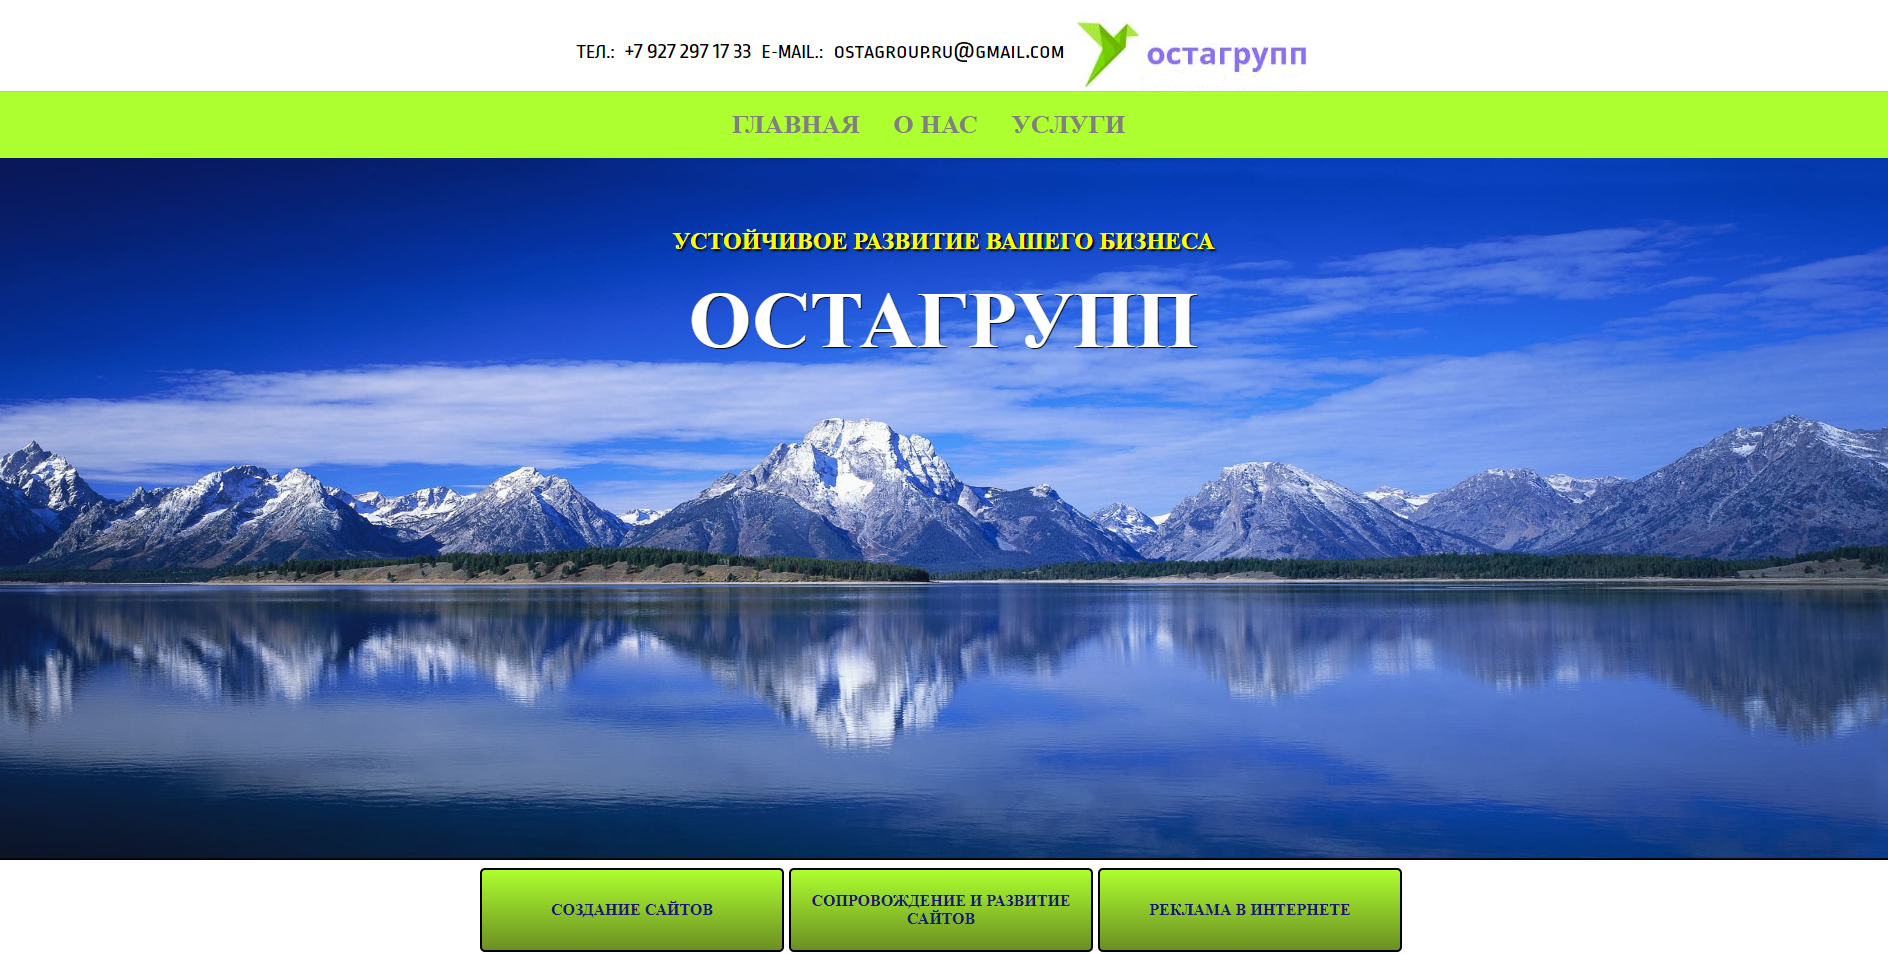 ТЕЛ.: +7 927 297 17 33 E-MAIL.: OSTAGROUP.RU@GMAIL.COM остагрупп
ГЛАВНАЯ О НАС УСЛУГИ
УСТОЙЧИВОЕ РАЗВИТИЕ ВАШЕГО БИЗНЕСА
ОСТАГРУПП
СОЗДАНИЕ САЙТОВ
СОПРОВОЖДЕНИЕ И РАЗВИТИЕ
САЙТОВ
РЕКЛАМА В ИНТЕРНЕТЕ